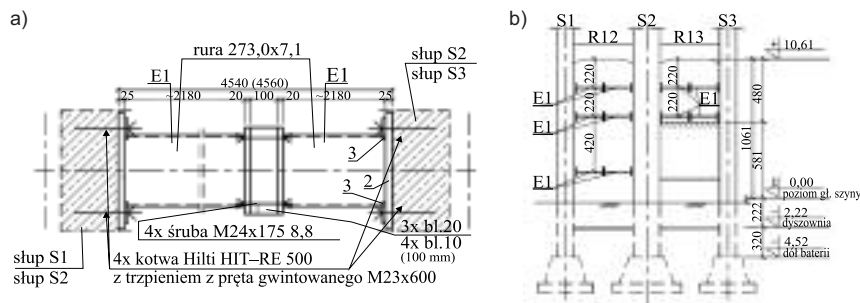 a)
rura 273,0x7,1
słup S2
słup S3
E1
4540 (4560)
E1
25
~2180
20
100
20
~2180
25
3
3
2
4x śruba M24x175 8,8
3x bl.20
4x bl.10
(100 mm)
słup S1
słup S2
4x kotwa Hilti HIT–RE 500
z trzpieniem z pręta gwintowanego M23x600
b)
S1
S2
S3
R12
R13
10,61
220
220
480
E1
E1
220
220
E1
420
1061
581
E1
0,00
poziom gł. szyny
222
2,22
dyszownia
320
4,52
dół baterii